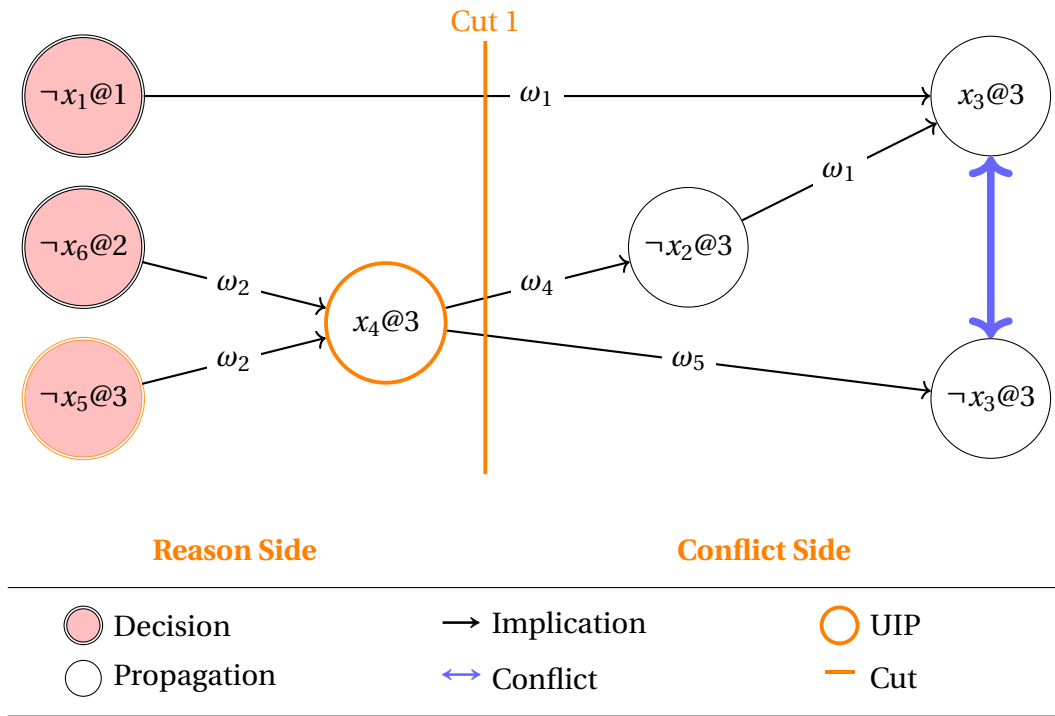 Cut 1
¬x₁@1
ω₁
x₃@3
ω₁
¬x₆@2
¬x₂@3
ω₂
ω₄
x₄@3
ω₂
ω₅
¬x₅@3
¬x₃@3
Reason Side
Conflict Side
Decision
Implication
UIP
Propagation
Conflict
Cut